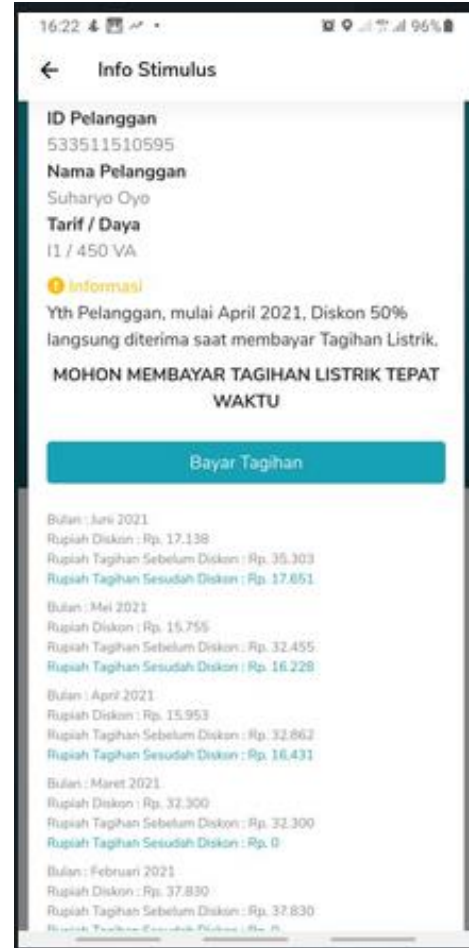 16:22
96%
Info Stimulus
ID Pelanggan
533511510595
Nama Pelanggan
Suharyo Oyo
Tarif / Daya
I1 / 450 VA
Informasi
Yth Pelanggan, mulai April 2021, Diskon 50%
langsung diterima saat membayar Tagihan Listrik.
MOHON MEMBAYAR TAGIHAN LISTRIK TEPAT
WAKTU
Bayar Tagihan
Bulan : Juni 2021
Rupiah Diskon : Rp. 17.138
Rupiah Tagihan Sebelum Diskon : Rp. 35.303
Rupiah Tagihan Sesudah Diskon : Rp. 17.651
Bulan : Mei 2021
Rupiah Diskon : Rp. 15.755
Rupiah Tagihan Sebelum Diskon : Rp. 32.455
Rupiah Tagihan Sesudah Diskon : Rp. 16.228
Bulan : April 2021
Rupiah Diskon : Rp. 15.953
Rupiah Tagihan Sebelum Diskon : Rp. 32.862
Rupiah Tagihan Sesudah Diskon : Rp. 16.431
Bulan : Maret 2021
Rupiah Diskon : Rp. 32.300
Rupiah Tagihan Sebelum Diskon : Rp. 32.300
Rupiah Tagihan Sesudah Diskon : Rp. 0
Bulan : Februari 2021
Rupiah Diskon : Rp. 37.830
Rupiah Tagihan Sebelum Diskon : Rp. 37.830
Rupiah Tagihan Sesudah Diskon : Rp. 0